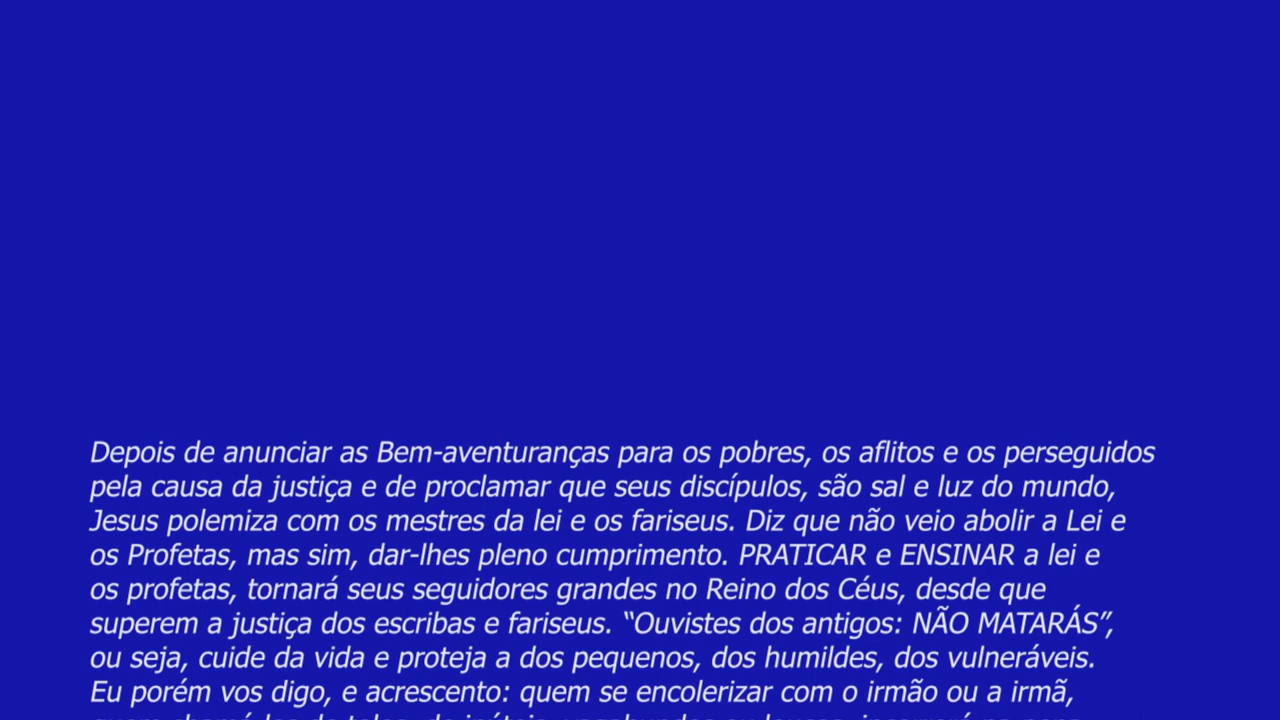 Depois de anunciar as Bem-aventuranças para os pobres, os aflitos e os perseguidos
pela causa da justiça e de proclamar que seus discípulos, são sal e luz do mundo,
Jesus polemiza com os mestres da lei e os fariseus. Diz que não veio abolir a Lei e
os Profetas, mas sim, dar-lhes pleno cumprimento. PRATICAR e ENSINAR a lei e
os profetas, tornará seus seguidores grandes no Reino dos Céus, desde que
superem a justiça dos escribas e fariseus. “Ouvistes dos antigos: NÃO MATARÁS”,
ou seja, cuide da vida e proteja a dos pequenos, dos humildes, dos vulneráveis.
Eu porém vos digo, e acrescento: quem se encolerizar com o irmão ou a irmã,